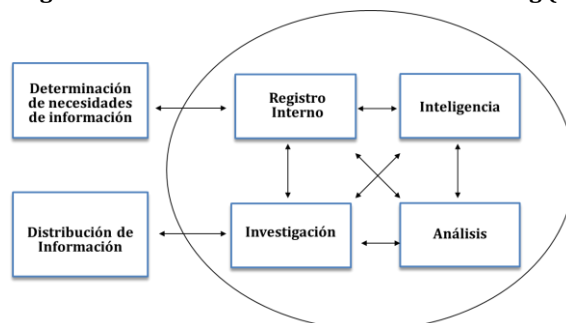 Determinación
de necesidades
de información
Registro
Interno
Inteligencia
Distribución de
Información
Investigación
Análisis